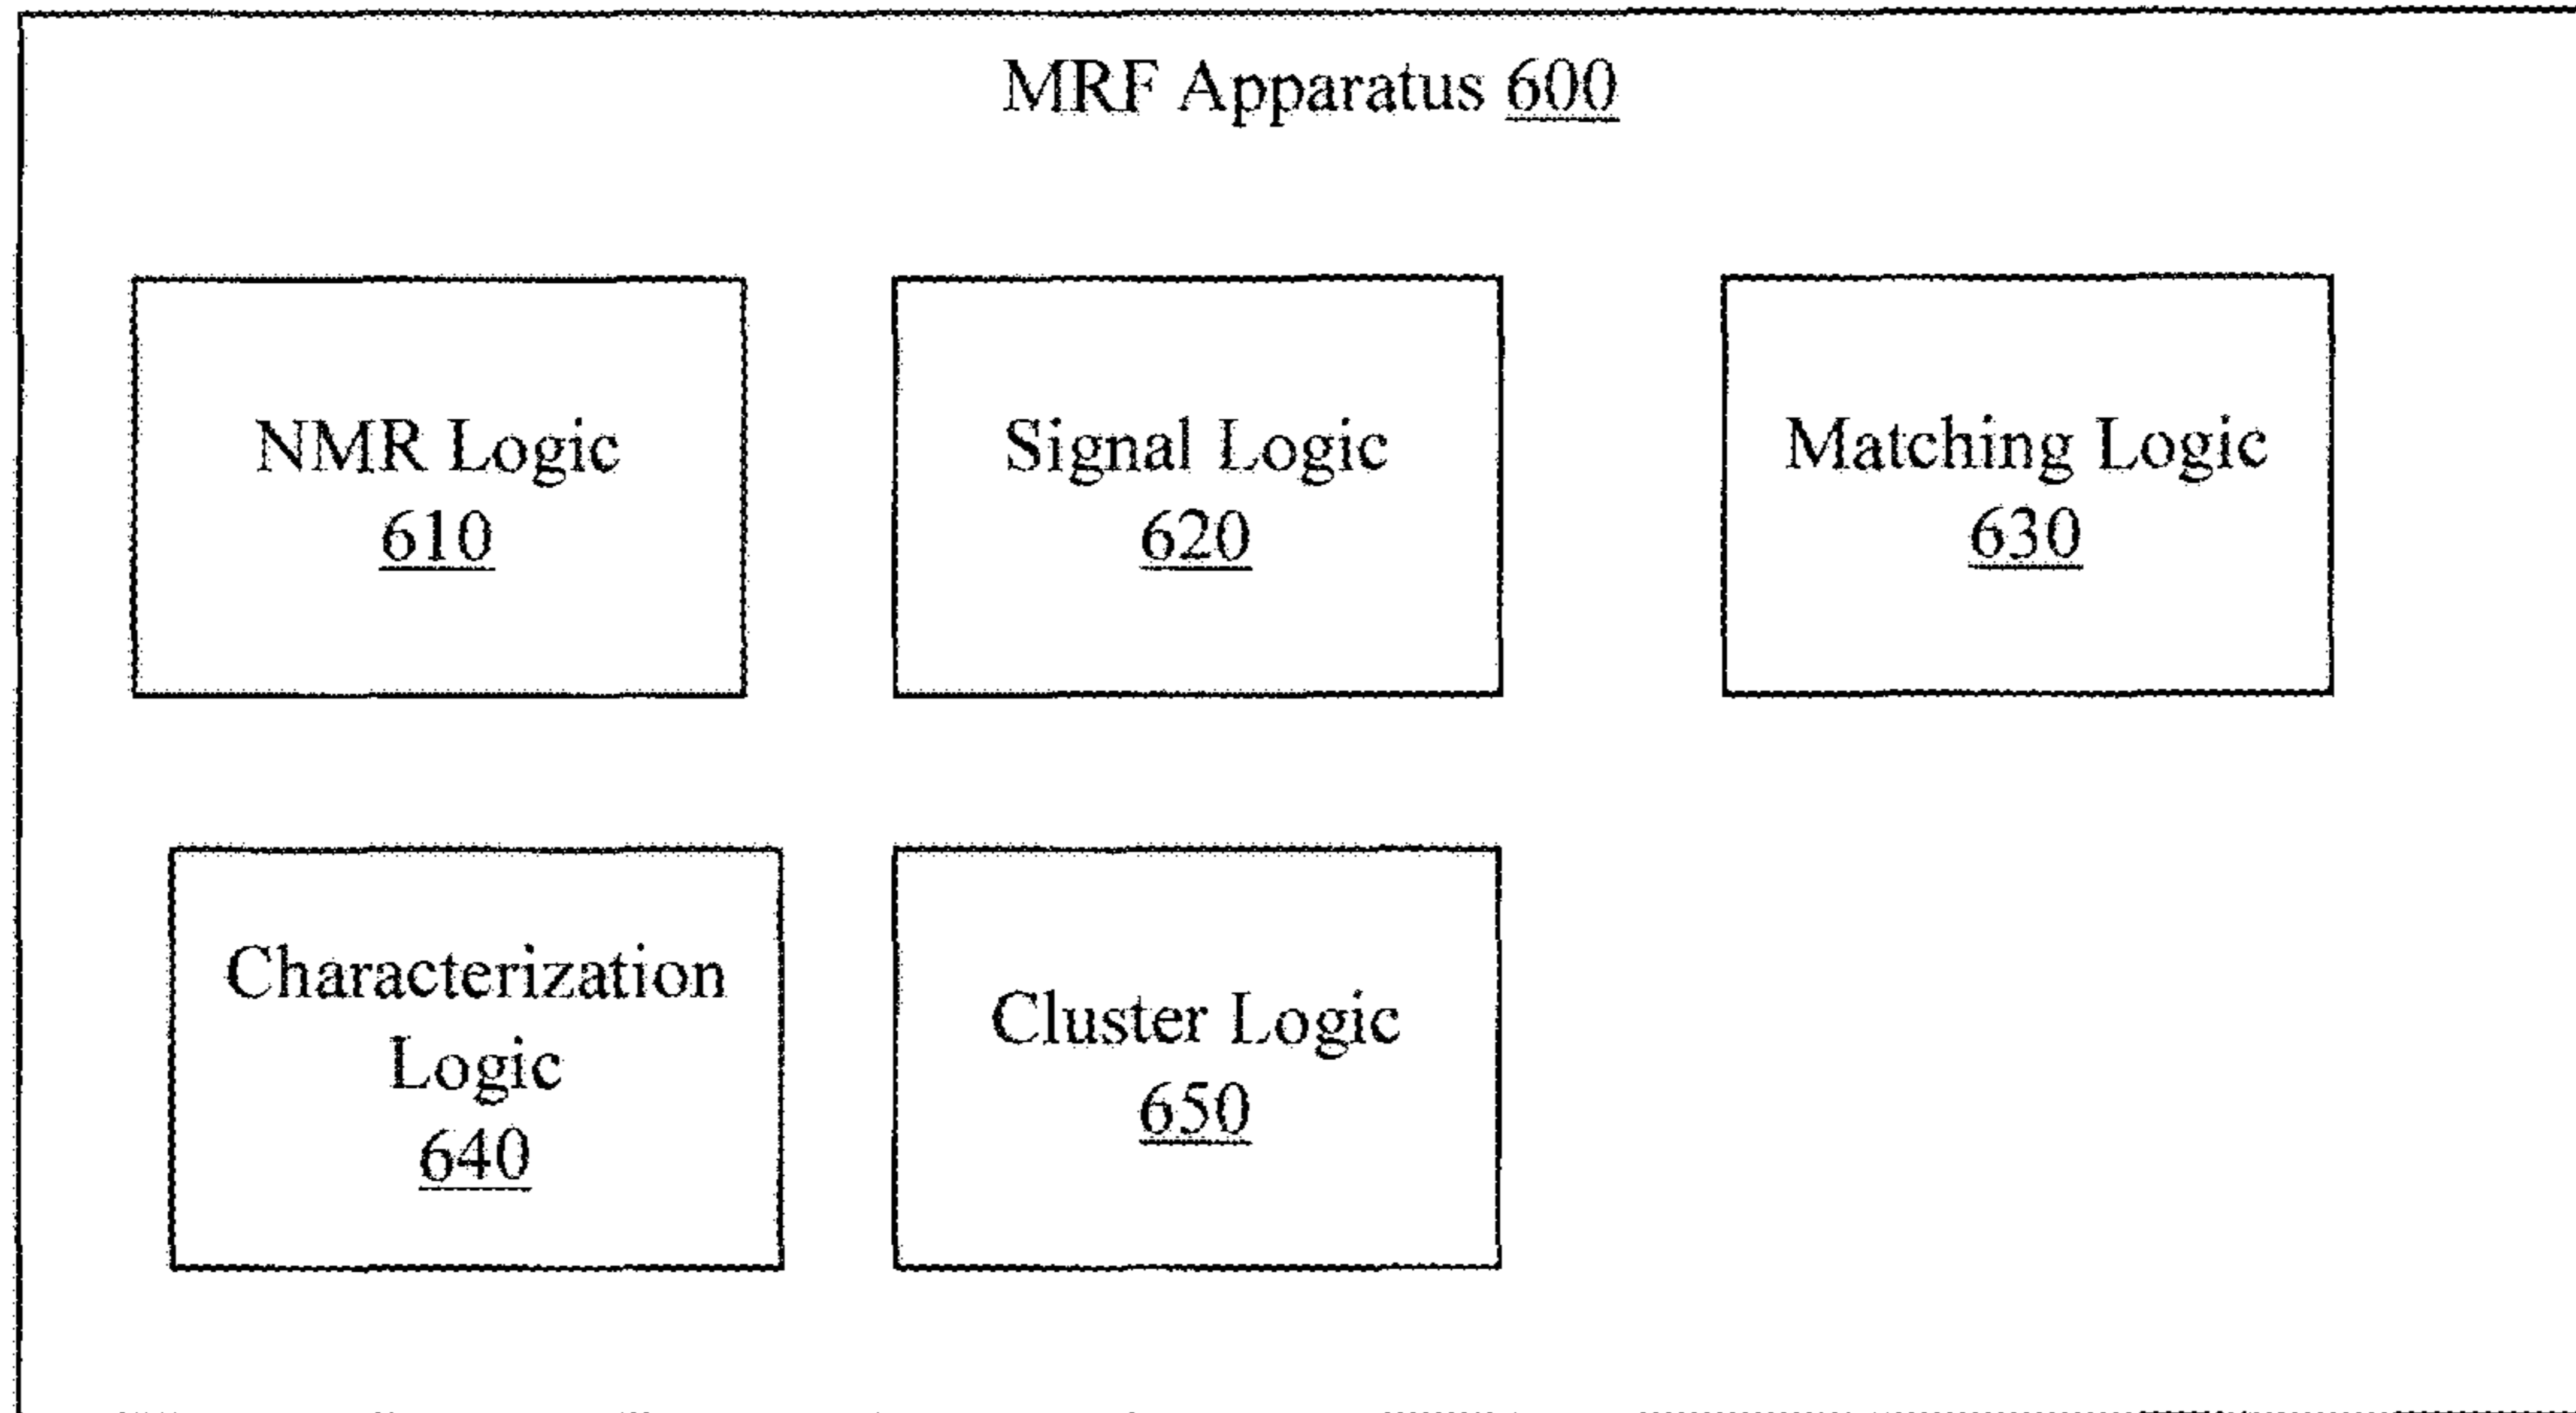 MRF Apparatus 600
NMR Logic
610
Signal Logic
620
Matching Logic
630
Characterization
Logic
640
Cluster Logic
650